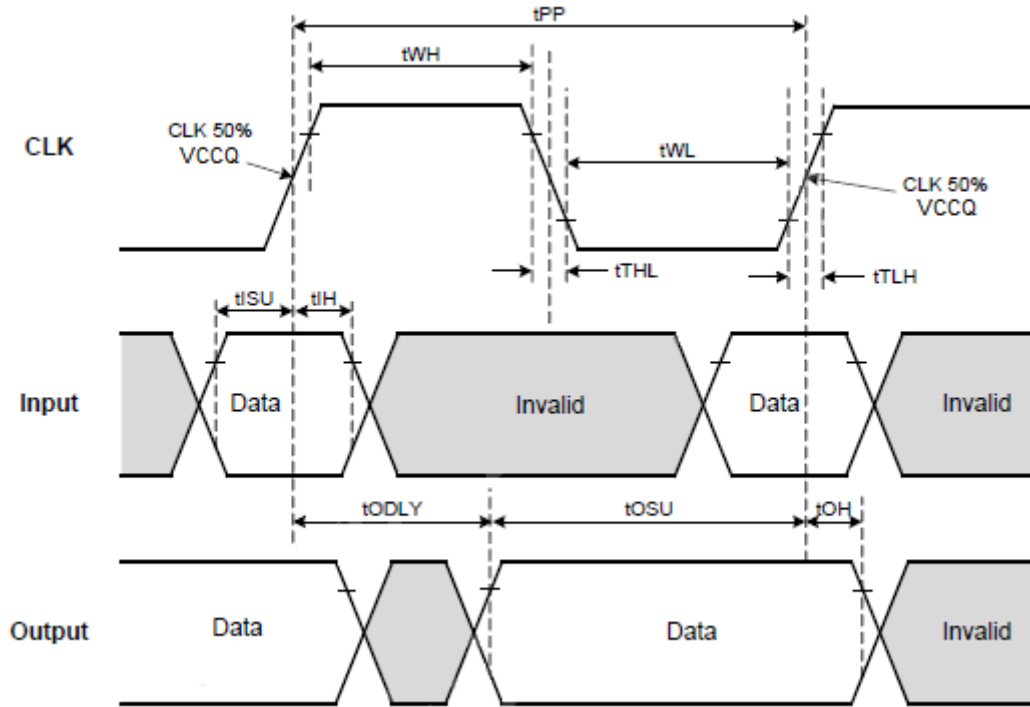 tPP
tWH
CLK
CLK 50%
VCCQ
tWL
CLK 50%
VCCQ
tTHL
tTLH
tISU
tIH
Input
Data
Invalid
Data
Invalid
tODLY
tOSU
tOH
Output
Data
Data
Invalid